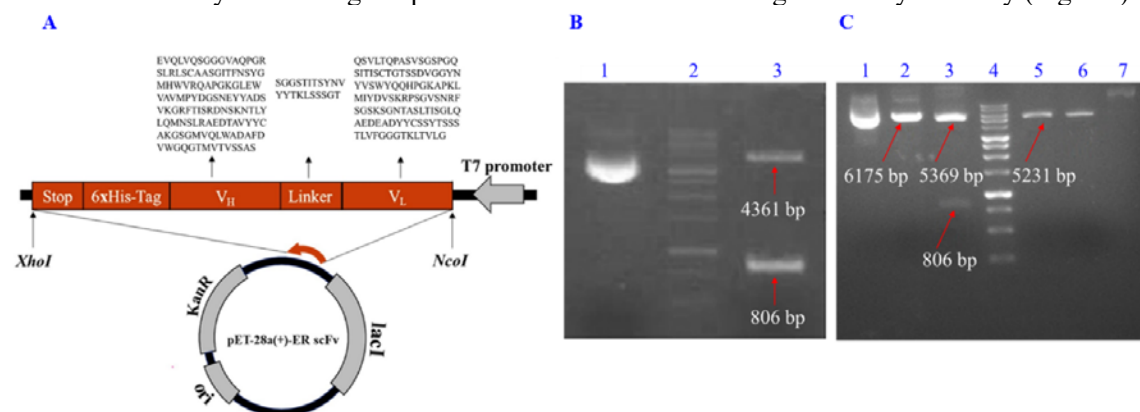 A
B
C
EVQLVQSGGGVAQPGR
SLRLSCAASGITFNSYG
MHWVRQAPGKGLEW
VAVMPYDGSNEYYADS
VKGRFTISRDNSKNTLY
LQMNSLRAEDTAVYYC
AKGSGMVQLWADAFD
VWGQGTMVTVSSAS
SGGSTITSYNV
YYTKLSSSGT
QSVLTQPASVSGSPGQ
SITISCTGTSSDVGGYN
YVSWYQQHPGKAPKL
MIYDVSKRPSGVSNRF
SGSKSGNTASLTISGLQ
AEDEADYYCSSYTSSS
TLVFGGGTKLTVLG
T7 promoter
Stop
6xHis-Tag
VH
Linker
VL
XhoI
NcoI
KanR
pET-28a(+)-ER scFv
lacI
ori
1 2 3
4361 bp
806 bp
1 2 3 4 5 6 7
6175 bp
5369 bp
5231 bp
806 bp